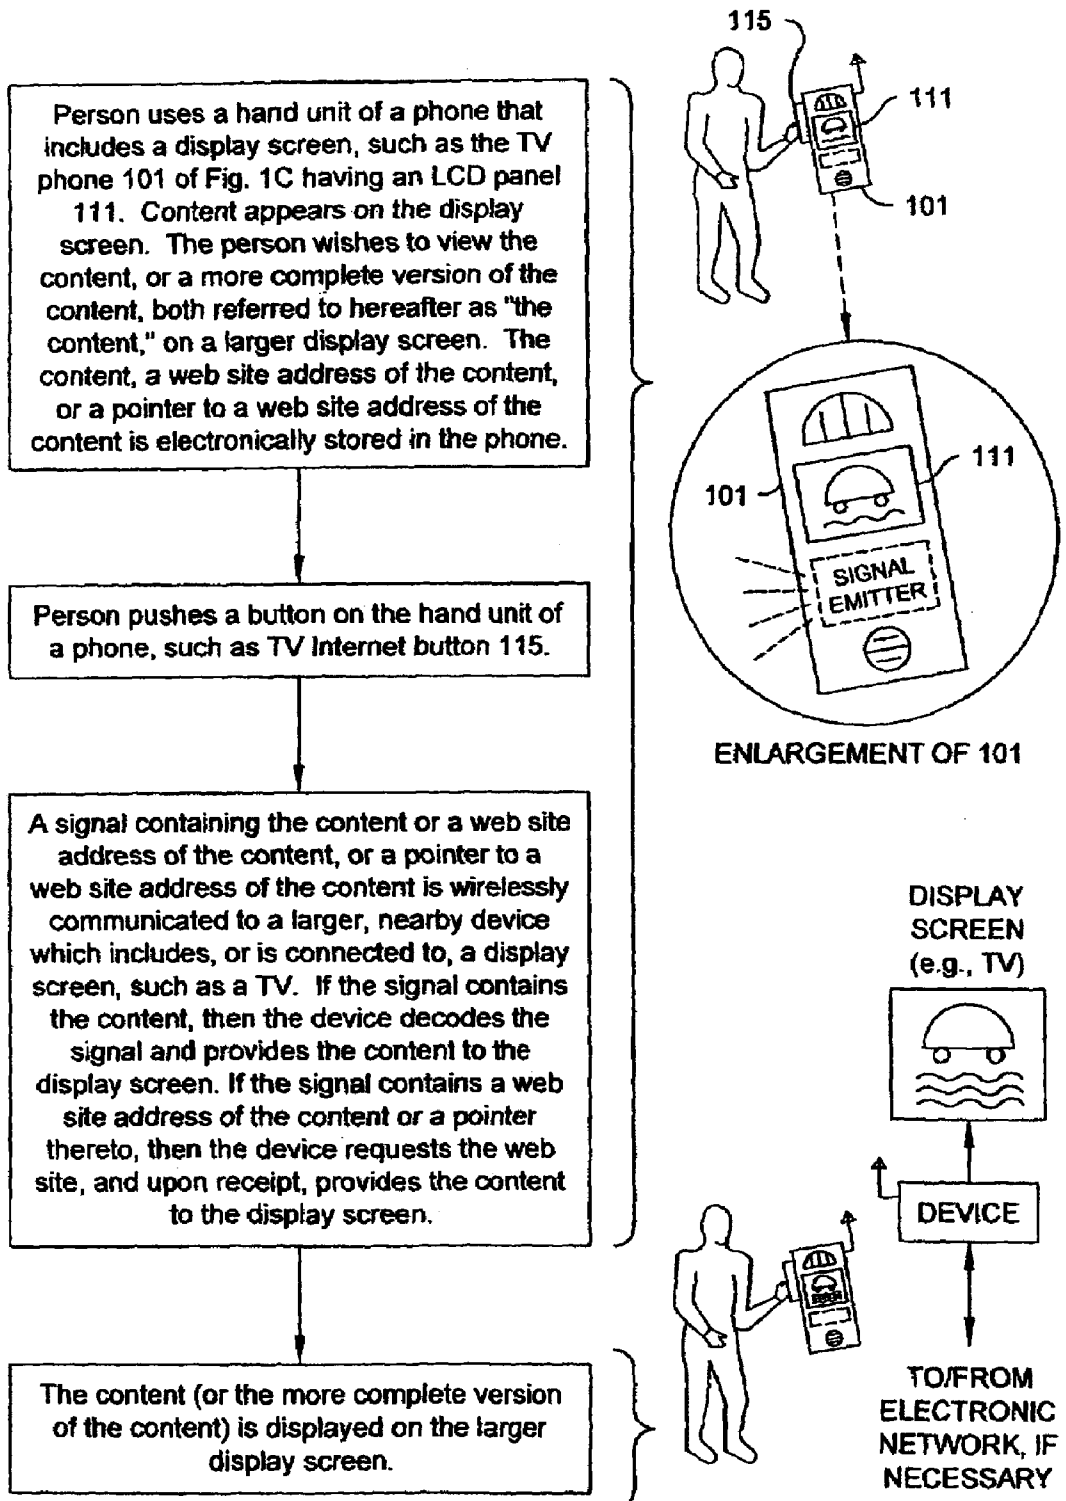 Person uses a hand unit of a phone that
includes a display screen, such as the TV
phone 101 of Fig. 1C having an LCD panel
111. Content appears on the display
screen. The person wishes to view the
content, or a more complete version of the
content, both referred to hereafter as "the
content," on a larger display screen. The
content, a web site address of the content,
or a pointer to a web site address of the
content is electronically stored in the phone.
Person pushes a button on the hand unit of
a phone, such as TV Internet button 115.
A signal containing the content or a web site
address of the content, or a pointer to a
web site address of the content is wirelessly
communicated to a larger, nearby device
which includes, or is connected to, a display
screen, such as a TV. If the signal contains
the content, then the device decodes the
signal and provides the content to the
display screen. If the signal contains a web
site address of the content or a pointer
thereto, then the device requests the web
site, and upon receipt, provides the content
to the display screen.
The content (or the more complete version
of the content) is displayed on the larger
display screen.
115
111
101
111
101
SIGNAL
EMITTER
ENLARGEMENT OF 101
DISPLAY
SCREEN
(e.g., TV)
DEVICE
TO/FROM
ELECTRONIC
NETWORK, IF
NECESSARY